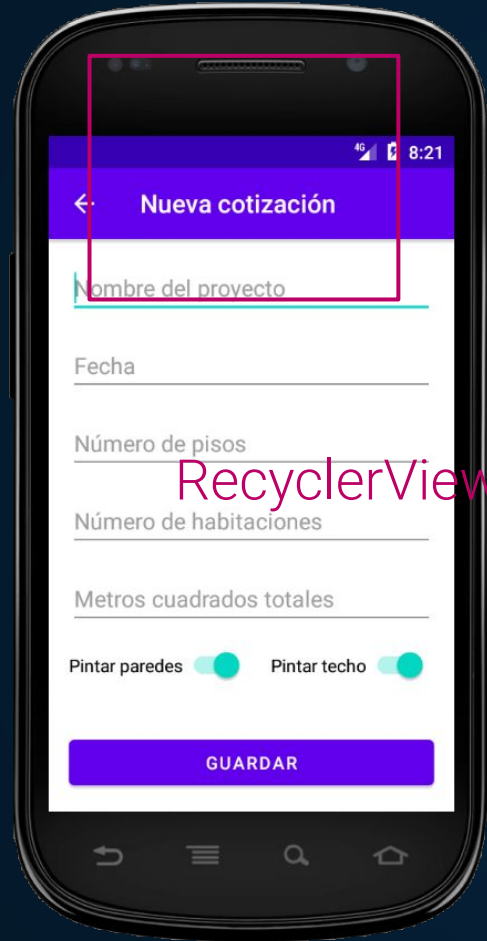 4G 8:21
Nueva cotización
Nombre del proyecto
Fecha
Número de pisos
RecyclerView
Número de habitaciones
Metros cuadrados totales
Pintar paredes Pintar techo
GUARDAR